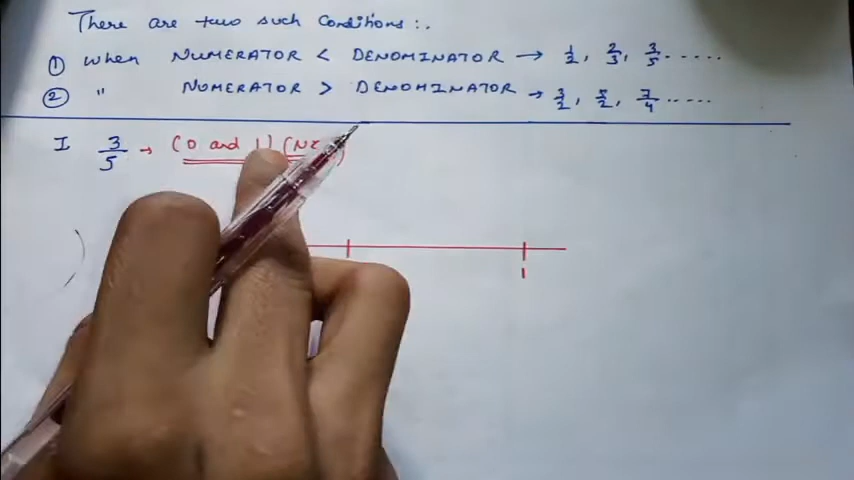 There are two such Conditions:.
① when NUMERATOR < DENOMINATOR → 1/2, 2/3, 3/5 .....
② " NUMERATOR > DENOMINATOR → 3/2, 5/2, 7/4 .....
I 3/5 → (0 and 1)
1